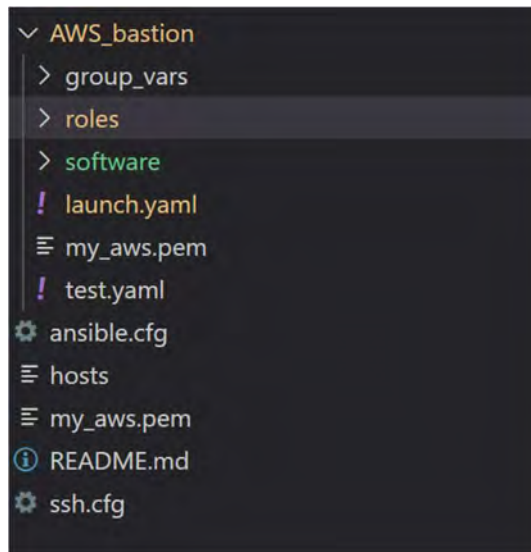 AWS_bastion
group_vars
roles
software
launch.yaml
my_aws.pem
test.yaml
ansible.cfg
hosts
my_aws.pem
README.md
ssh.cfg